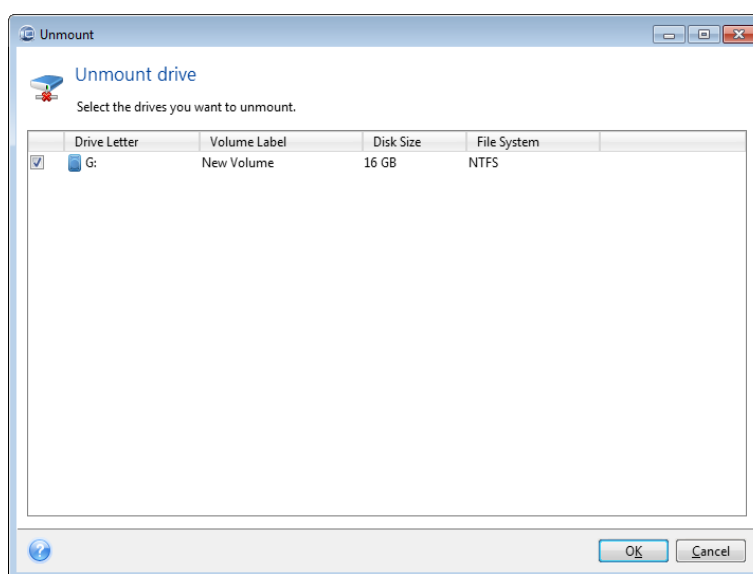 Unmount
Unmount drive
Select the drives you want to unmount.
Drive Letter Volume Label Disk Size File System
G: New Volume 16 GB NTFS
OK Cancel